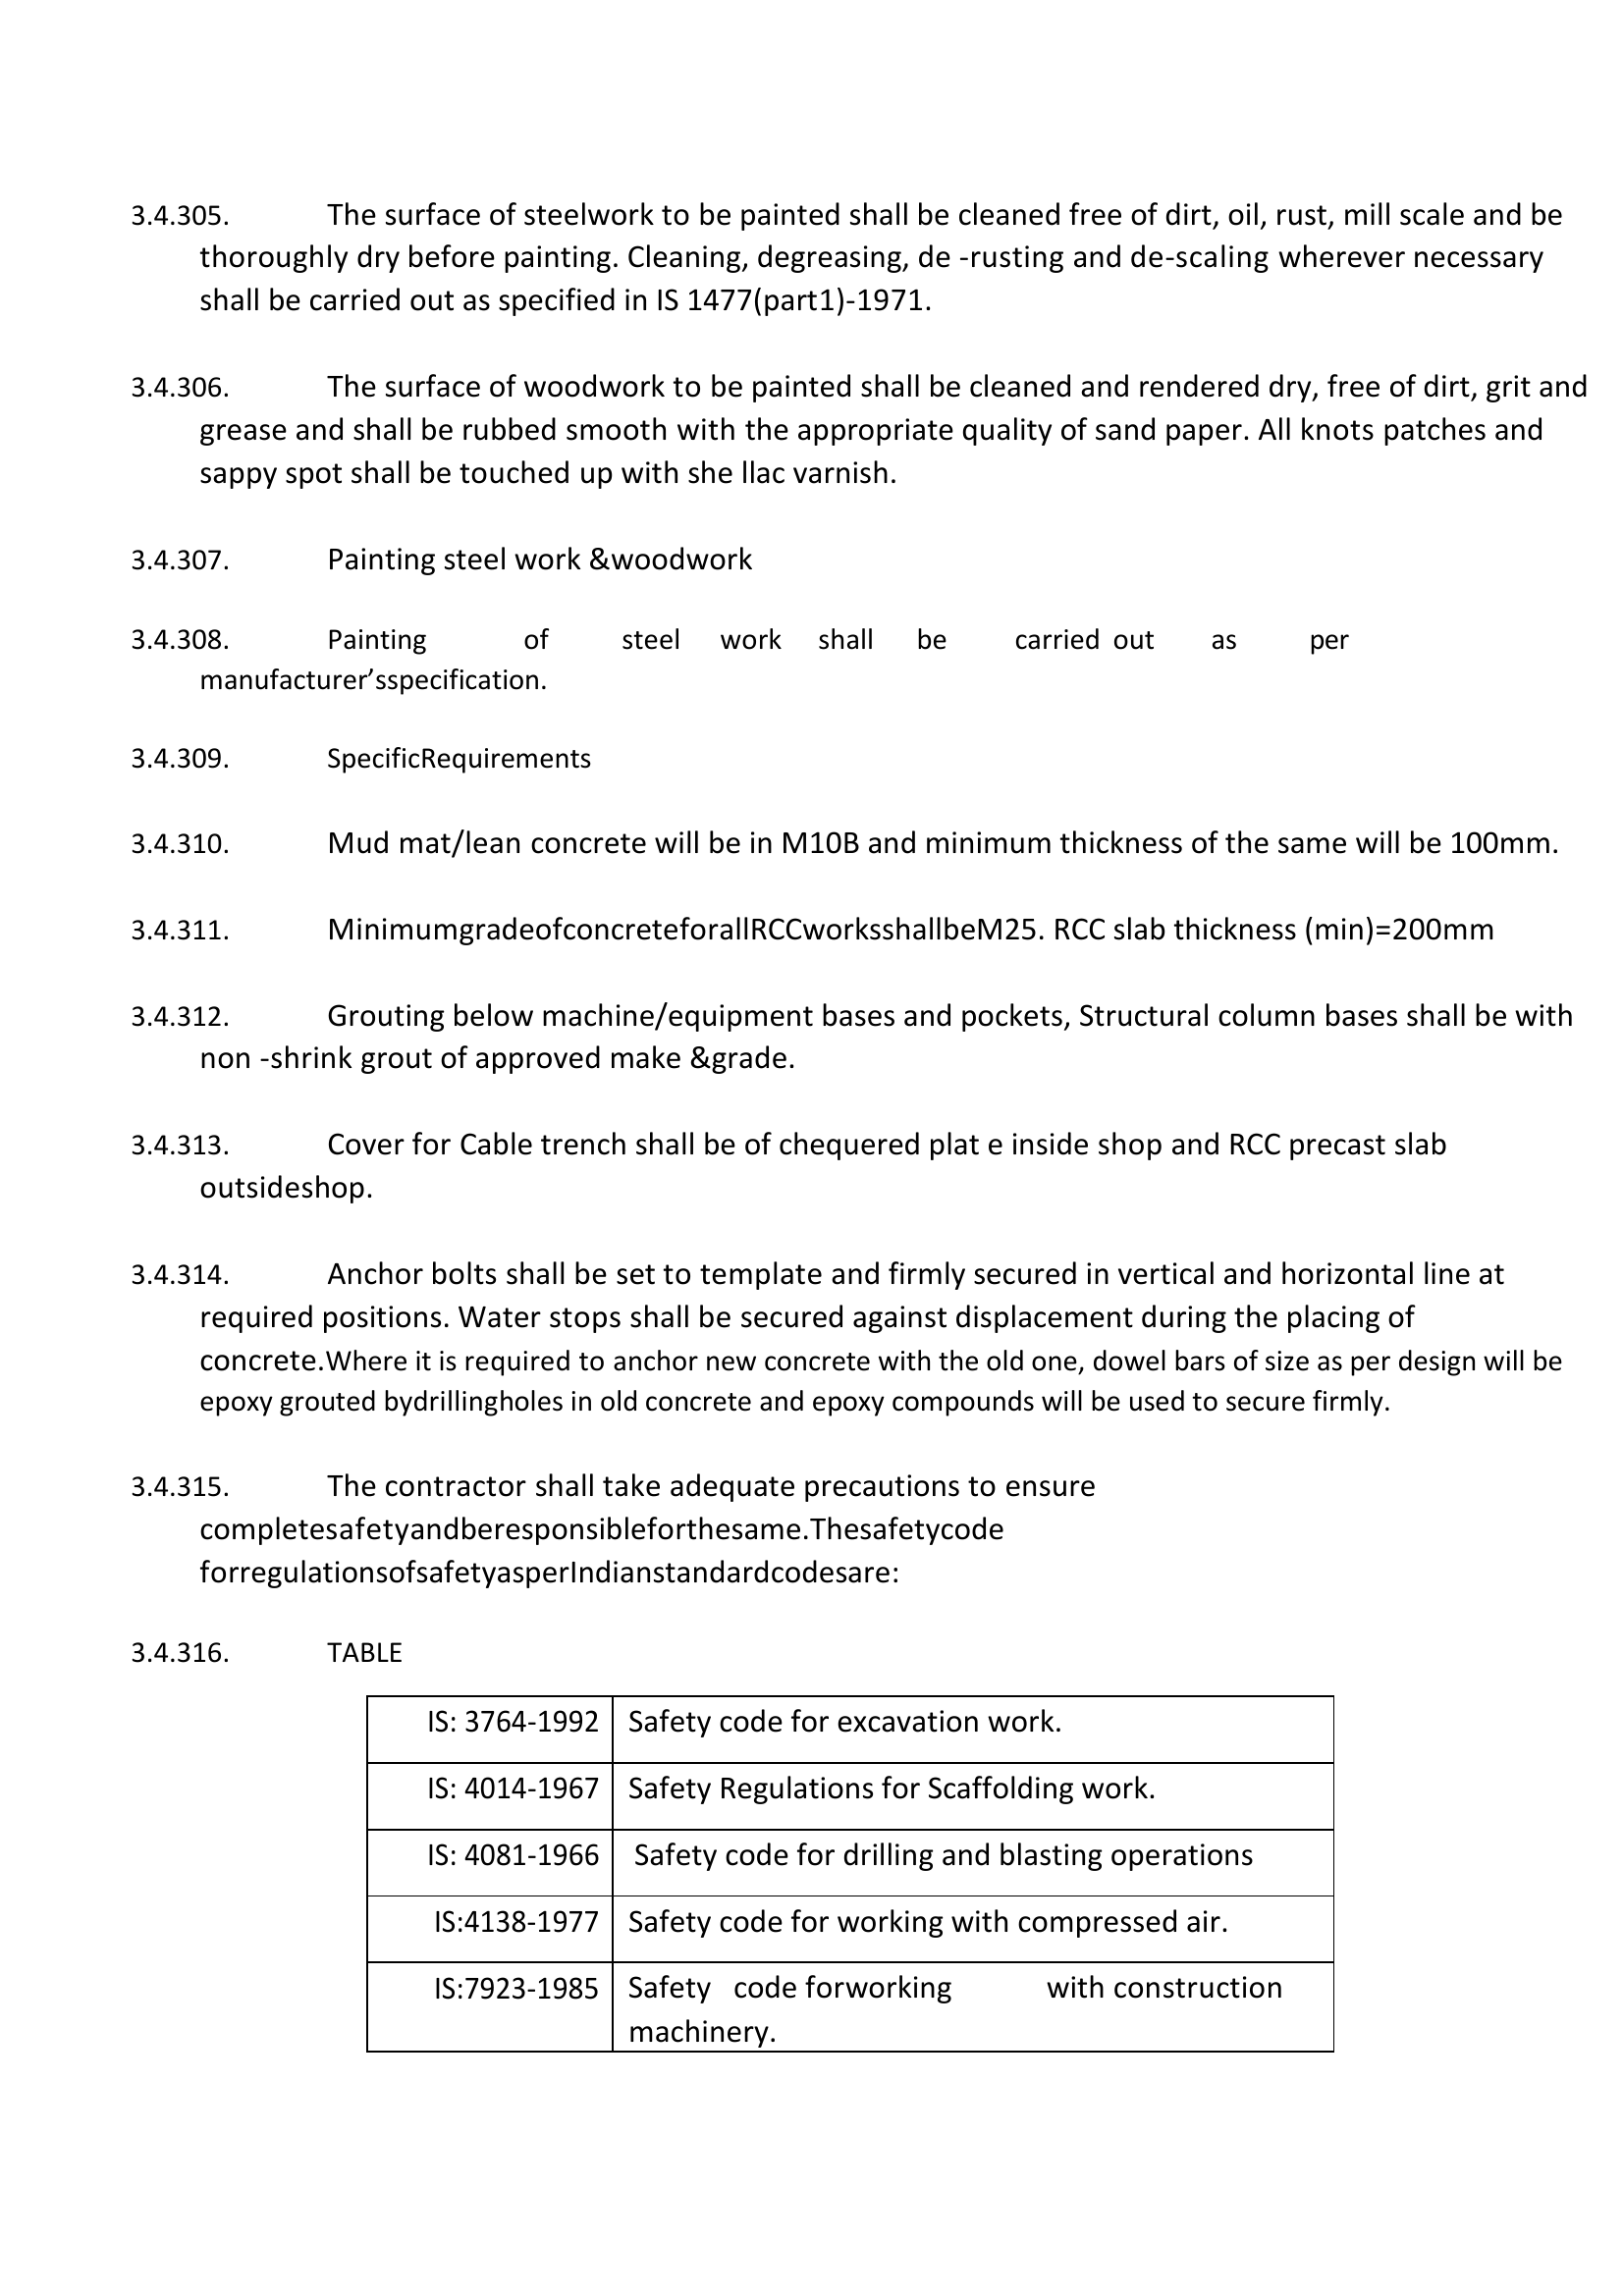 3.4.305. The surface of steelwork to be painted shall be cleaned free of dirt, oil, rust, mill scale and be
thoroughly dry before painting. Cleaning, degreasing, de -rusting and de-scaling wherever necessary
shall be carried out as specified in IS 1477(part1)-1971.
3.4.306. The surface of woodwork to be painted shall be cleaned and rendered dry, free of dirt, grit and
grease and shall be rubbed smooth with the appropriate quality of sand paper. All knots patches and
sappy spot shall be touched up with she llac varnish.
3.4.307. Painting steel work &woodwork
3.4.308. Painting of steel work shall be carried out as per
manufacturer’sspecification.
3.4.309. SpecificRequirements
3.4.310. Mud mat/lean concrete will be in M10B and minimum thickness of the same will be 100mm.
3.4.311. MinimumgradeofconcreteforallRCCworksshallbeM25. RCC slab thickness (min)=200mm
3.4.312. Grouting below machine/equipment bases and pockets, Structural column bases shall be with
non -shrink grout of approved make &grade.
3.4.313. Cover for Cable trench shall be of chequered plat e inside shop and RCC precast slab
outsideshop.
3.4.314. Anchor bolts shall be set to template and firmly secured in vertical and horizontal line at
required positions. Water stops shall be secured against displacement during the placing of
concrete.Where it is required to anchor new concrete with the old one, dowel bars of size as per design will be
epoxy grouted bydrillingholes in old concrete and epoxy compounds will be used to secure firmly.
3.4.315. The contractor shall take adequate precautions to ensure
completesafetyandberesponsibleforthesame.Thesafetycode
forregulationsofsafetyasperIndianstandardcodesare:
3.4.316. TABLE
IS: 3764-1992 Safety code for excavation work.
IS: 4014-1967 Safety Regulations for Scaffolding work.
IS: 4081-1966 Safety code for drilling and blasting operations
IS:4138-1977 Safety code for working with compressed air.
IS:7923-1985 Safety code forworking with construction
machinery.